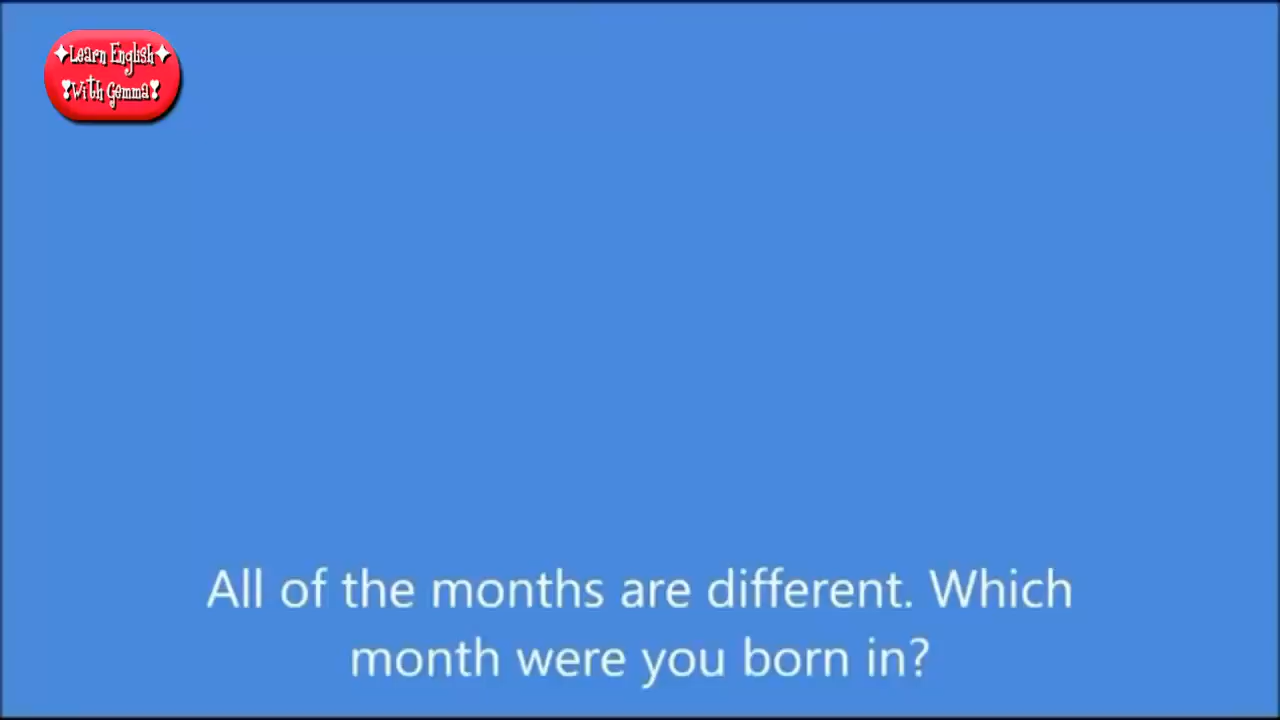 Learn English
With Gemma
All of the months are different. Which
month were you born in?